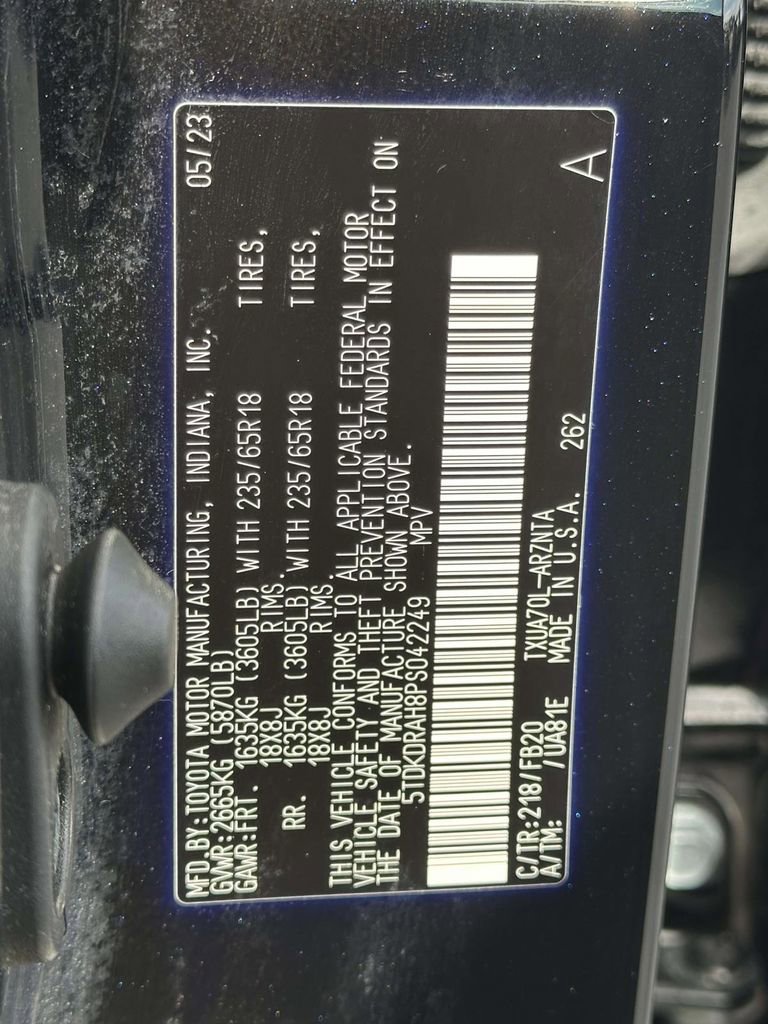 MFD.BY:TOYOTA MOTOR MANUFACTURING, INDIANA, INC. 05/23
GVWR:2665KG (5870LB)
GAWR:FRT. 1635KG (3605LB) WITH 235/65R18 TIRES,
18X8J RIMS.
RR. 1635KG (3605LB) WITH 235/65R18 TIRES,
18X8J RIMS.
THIS VEHICLE CONFORMS TO ALL APPLICABLE FEDERAL MOTOR
VEHICLE SAFETY AND THEFT PREVENTION STANDARDS IN EFFECT ON
THE DATE OF MANUFACTURE SHOWN ABOVE.
5TDKDRAH8PS042249 MPV
C/TR:218/FB20 TXUA70L-ARZNTA
A/TM: /UA81E MADE IN U.S.A. 262 A